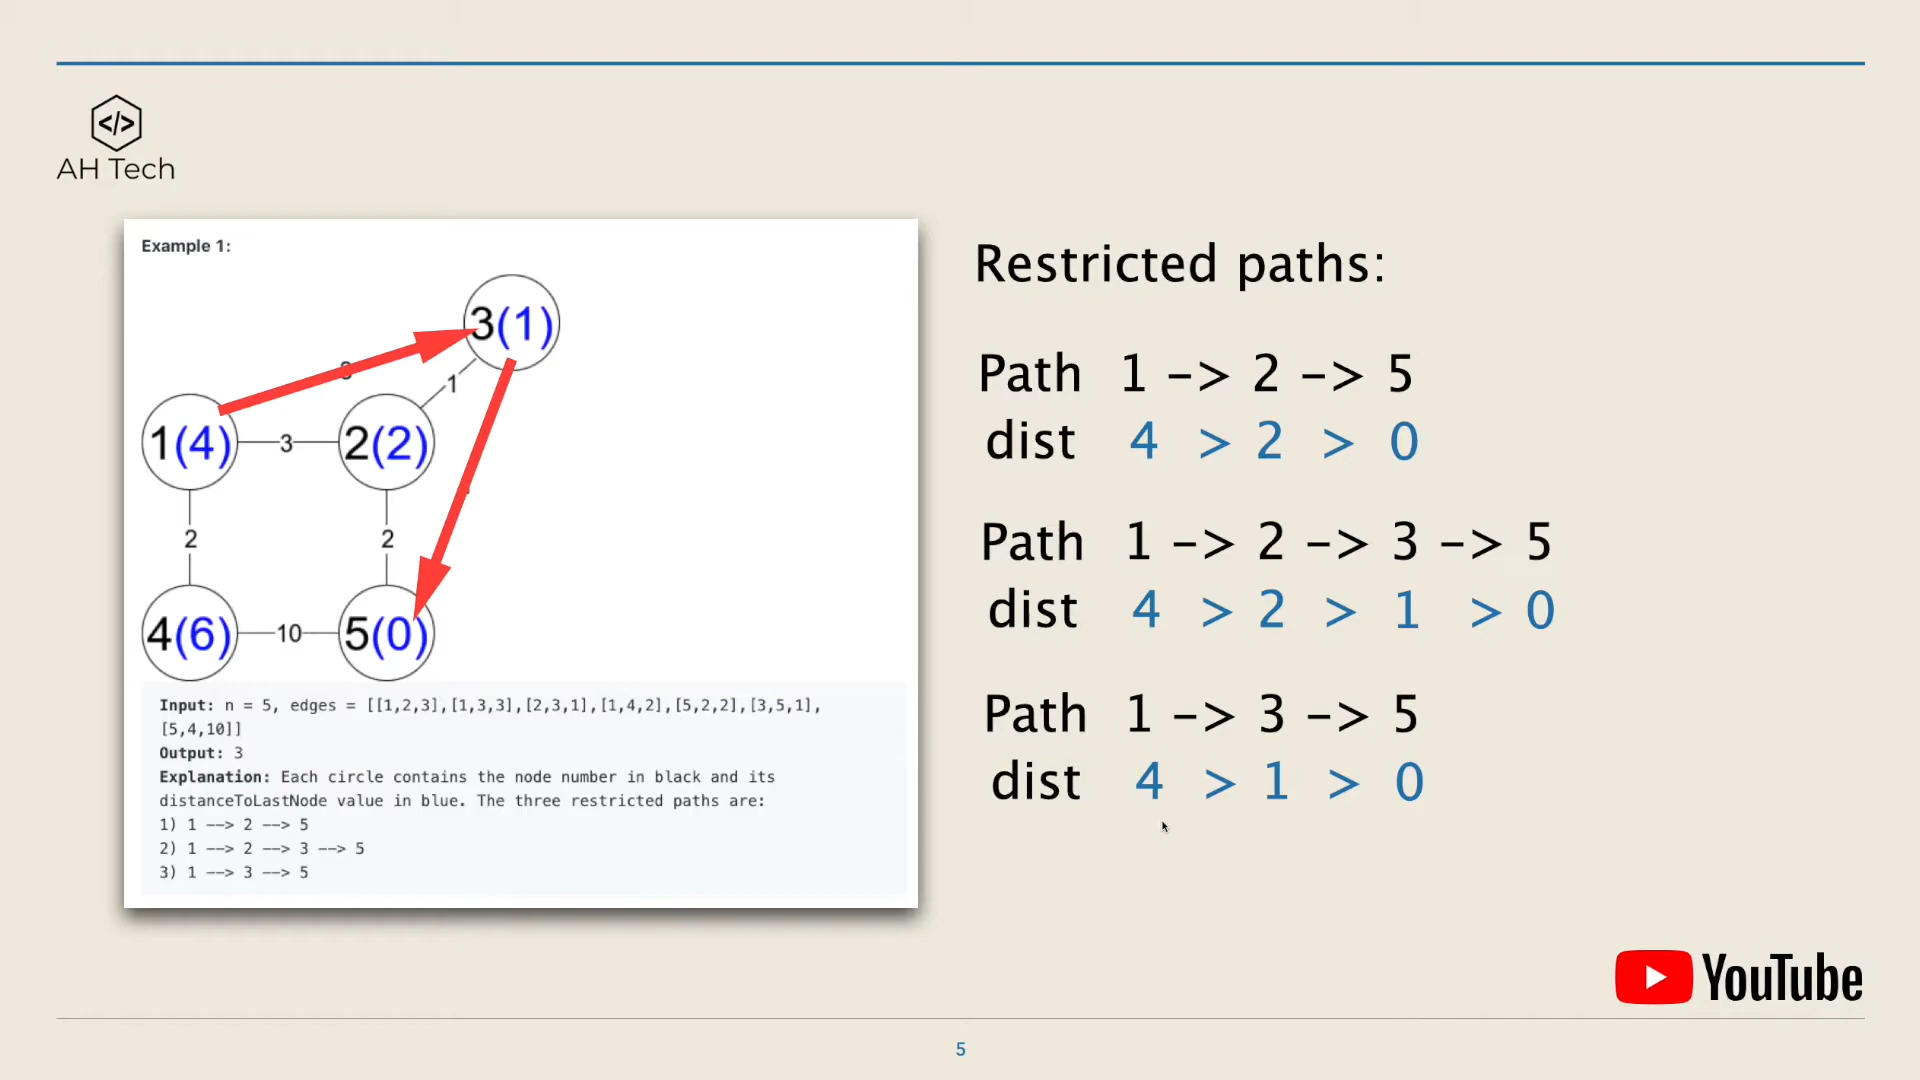 </>
AH Tech
Example 1:
3(1)
1
1(4)
3
2(2)
2
2
4(6)
10
5(0)
Input: n = 5, edges = [[1,2,3],[1,3,3],[2,3,1],[1,4,2],[5,2,2],[3,5,1],
[5,4,10]]
Output: 3
Explanation: Each circle contains the node number in black and its
distanceToLastNode value in blue. The three restricted paths are:
1) 1 --> 2 --> 5
2) 1 --> 2 --> 3 --> 5
3) 1 --> 3 --> 5
Restricted paths:
Path 1 -> 2 -> 5
dist 4 > 2 > 0
Path 1 -> 2 -> 3 -> 5
dist 4 > 2 > 1 > 0
Path 1 -> 3 -> 5
dist 4 > 1 > 0
YouTube
5